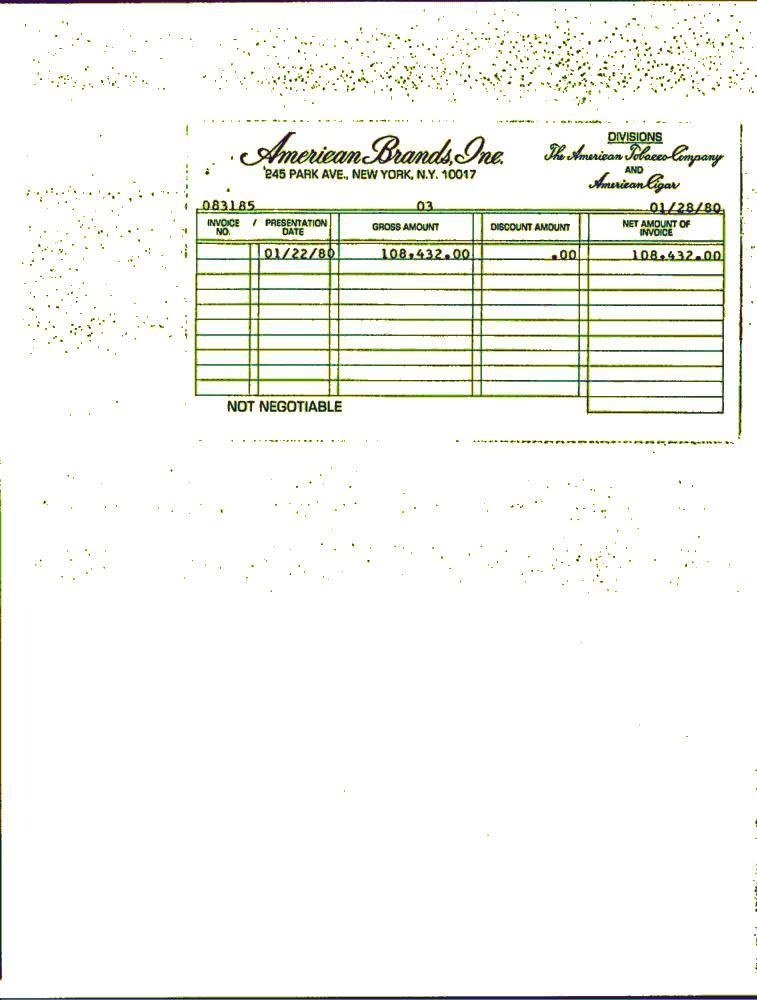 American Brands, Inc.
245 PARK AVE., NEW YORK, N.Y. 10017
DIVISIONS
The American Tobacco Company
AND
American Cigar
083185 03 01/28/80
INVOICE NO. / PRESENTATION DATE GROSS AMOUNT DISCOUNT AMOUNT NET AMOUNT OF INVOICE
01/22/80 108,432.00 .00 108,432.00
NOT NEGOTIABLE